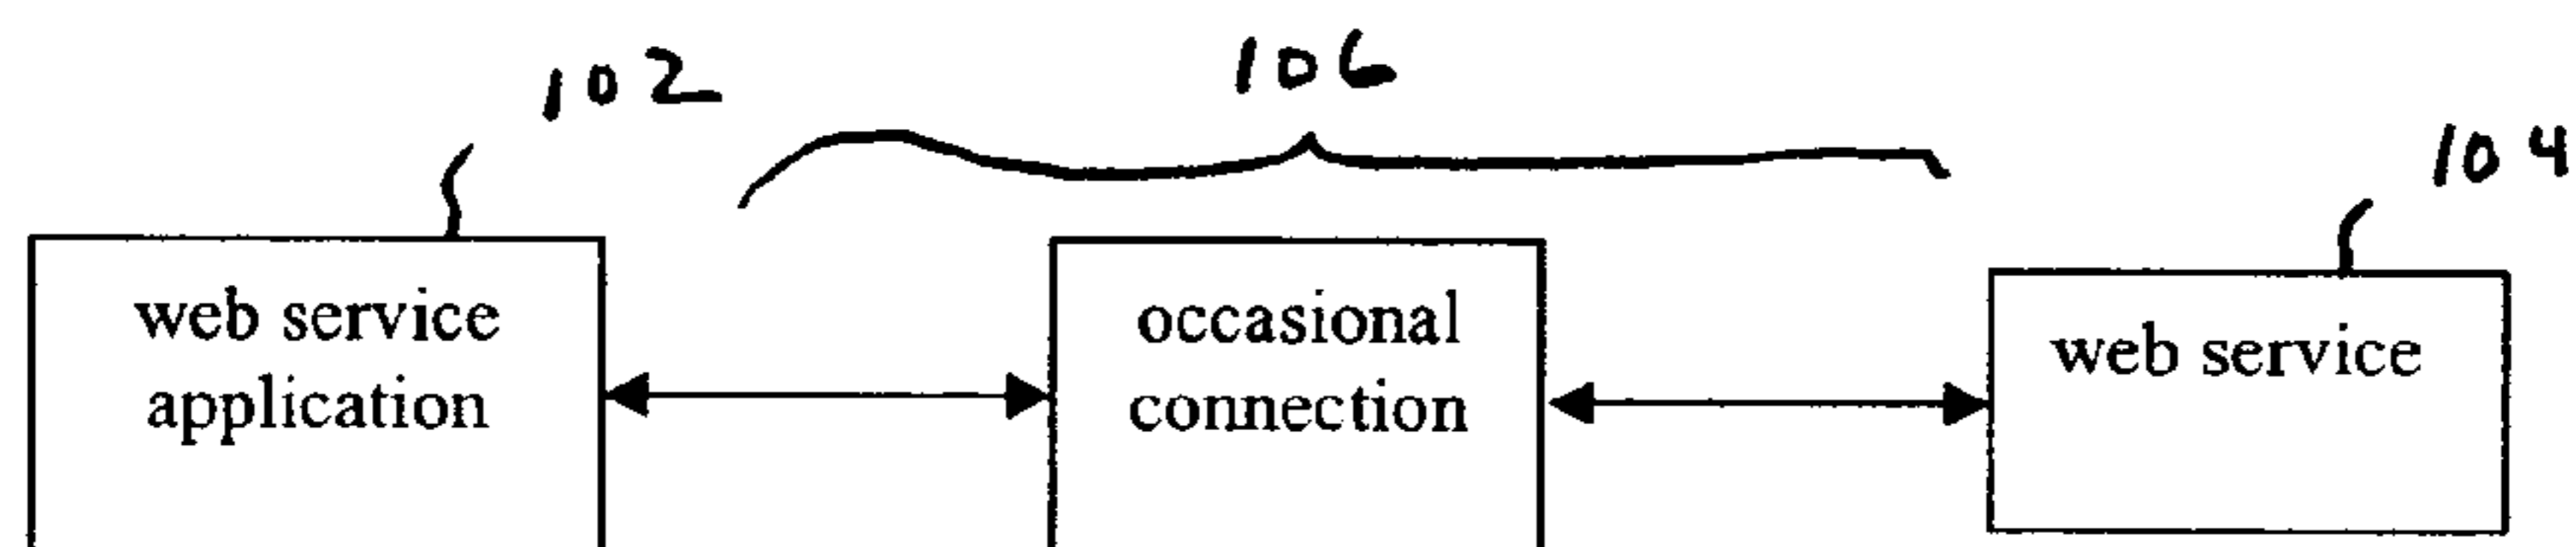 106
102
104
web service
application
occasional
connection
web service